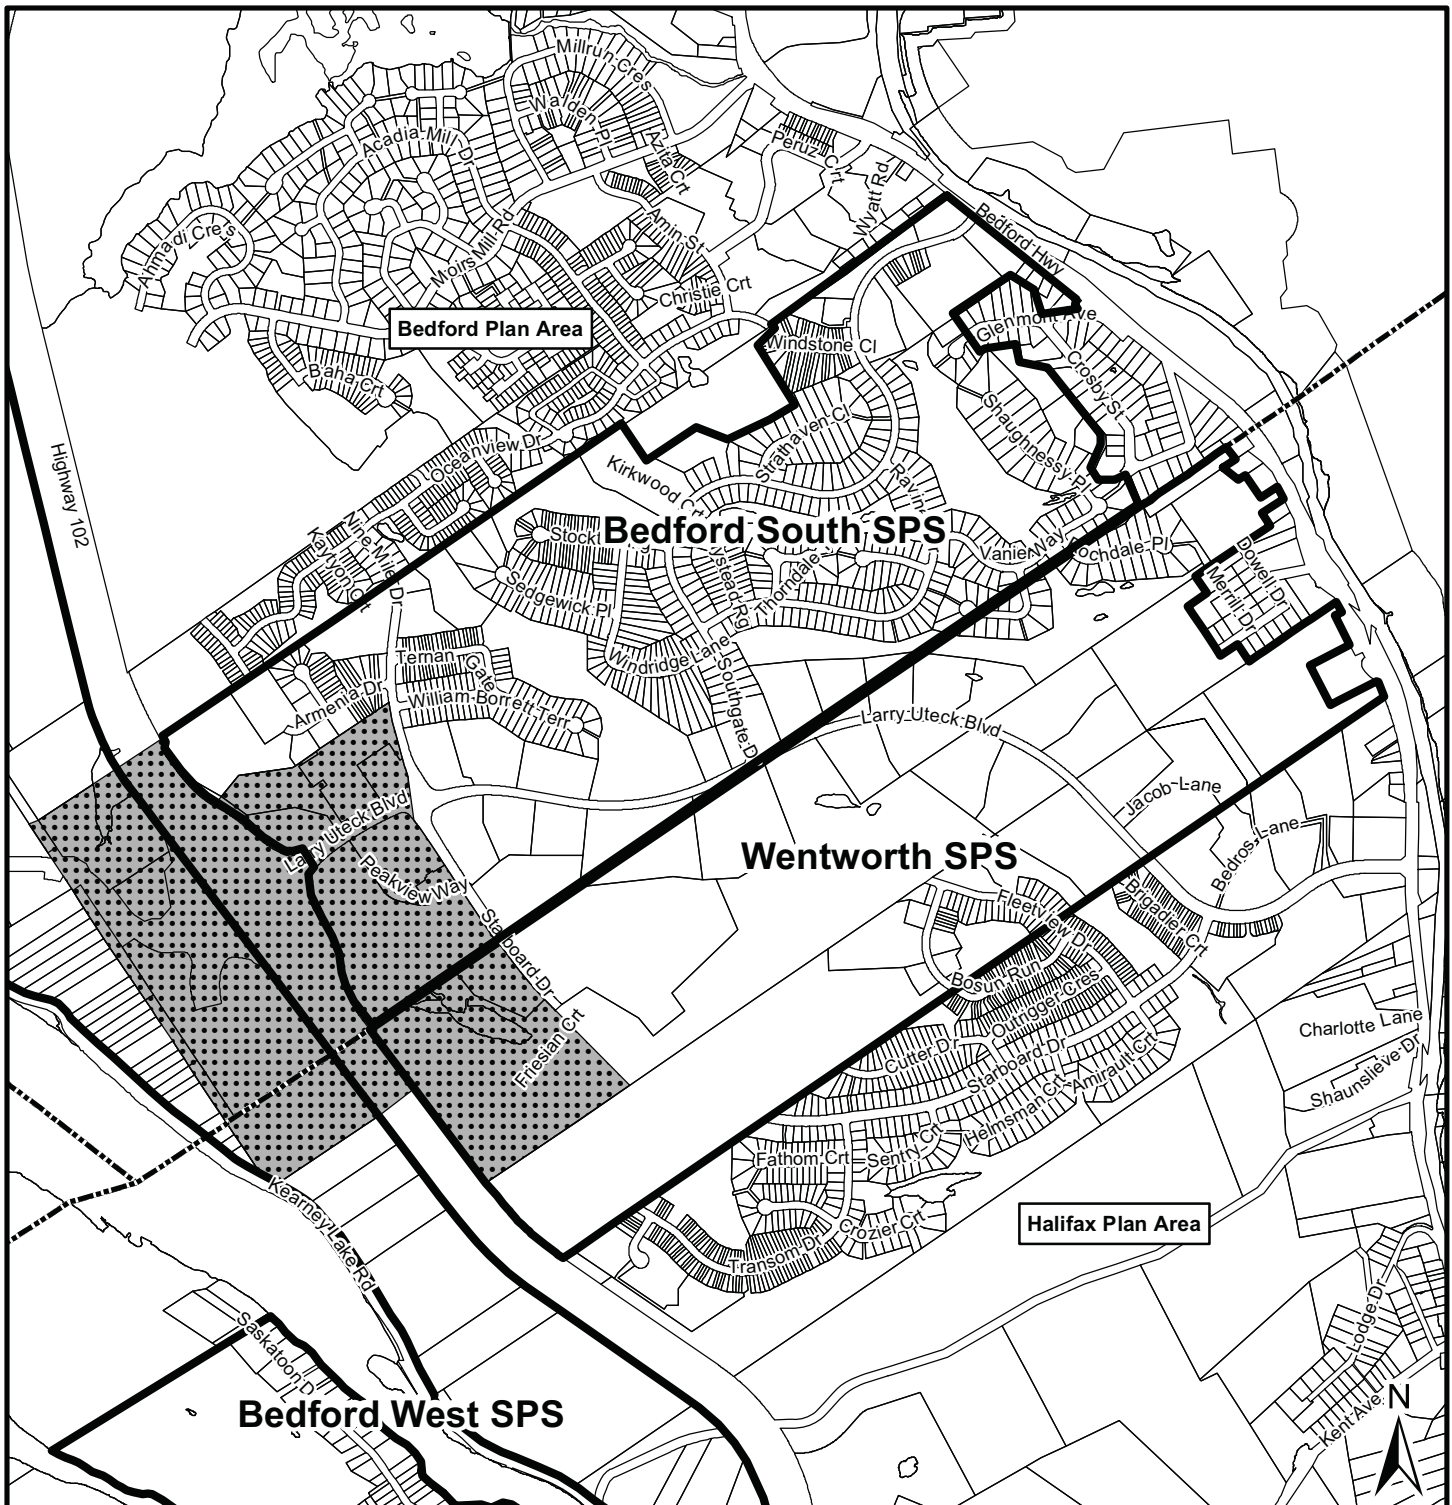 Millrun Cres
Walden Pl
Acadia Mill Dr
Azita Crt
Peruz Crt
Wyatt Rd
Amin St
Ahmadi Cres
Moirs Mill Rd
Bedford Hwy
Christie Crt
Bedford Plan Area
Glenmont Ave
Windstone Cl
Baha Crt
Crosby St
Shaughnessy Pl
Strathaven Cl
Oceanview Dr
Highway 102
Kirkwood Crt
Nine Mile Dr
Kaylyon Crt
Bedford South SPS
Vanier Way
Rochdale Pl
Dowel Dr
Merrill Dr
Sedgewick Pl
Thorndale
Windridge Lane
Ternan
Gate
Southgate Dr
William Borrett Terr
Armenia Dr
Larry Uteck Blvd
Jacob Lane
Larry Uteck Blvd
Wentworth SPS
Bedros Lane
Peakview Way
Brigadier Crt
Fleetview Dr
Starboard Dr
Bosun Run
Outrigger Cres
Charlotte Lane
Friesian Crt
Cutter Dr
Starboard Dr
Amirault Crt
Shaunslieve Dr
Helmsman Crt
Fathom Crt
Sentry Crt
Kearney Lake Rd
Crozier Crt
Halifax Plan Area
Transom Dr
Saskatoon D
Lodge Dr
Bedford West SPS
Kent Ave
N